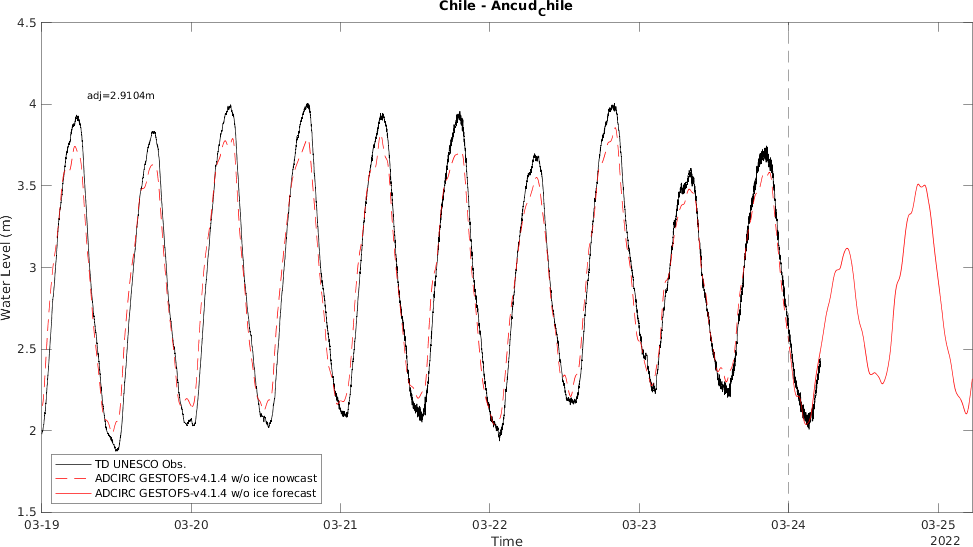 Chile - Ancud_Chile
4.5
4
3.5
3
2.5
2
1.5
Water Level (m)
adj=2.9104m
TD UNESCO Obs.
ADCIRC GESTOFS-v4.1.4 w/o ice nowcast
ADCIRC GESTOFS-v4.1.4 w/o ice forecast
03-19
03-20
03-21
03-22
03-23
03-24
03-25
Time
2022